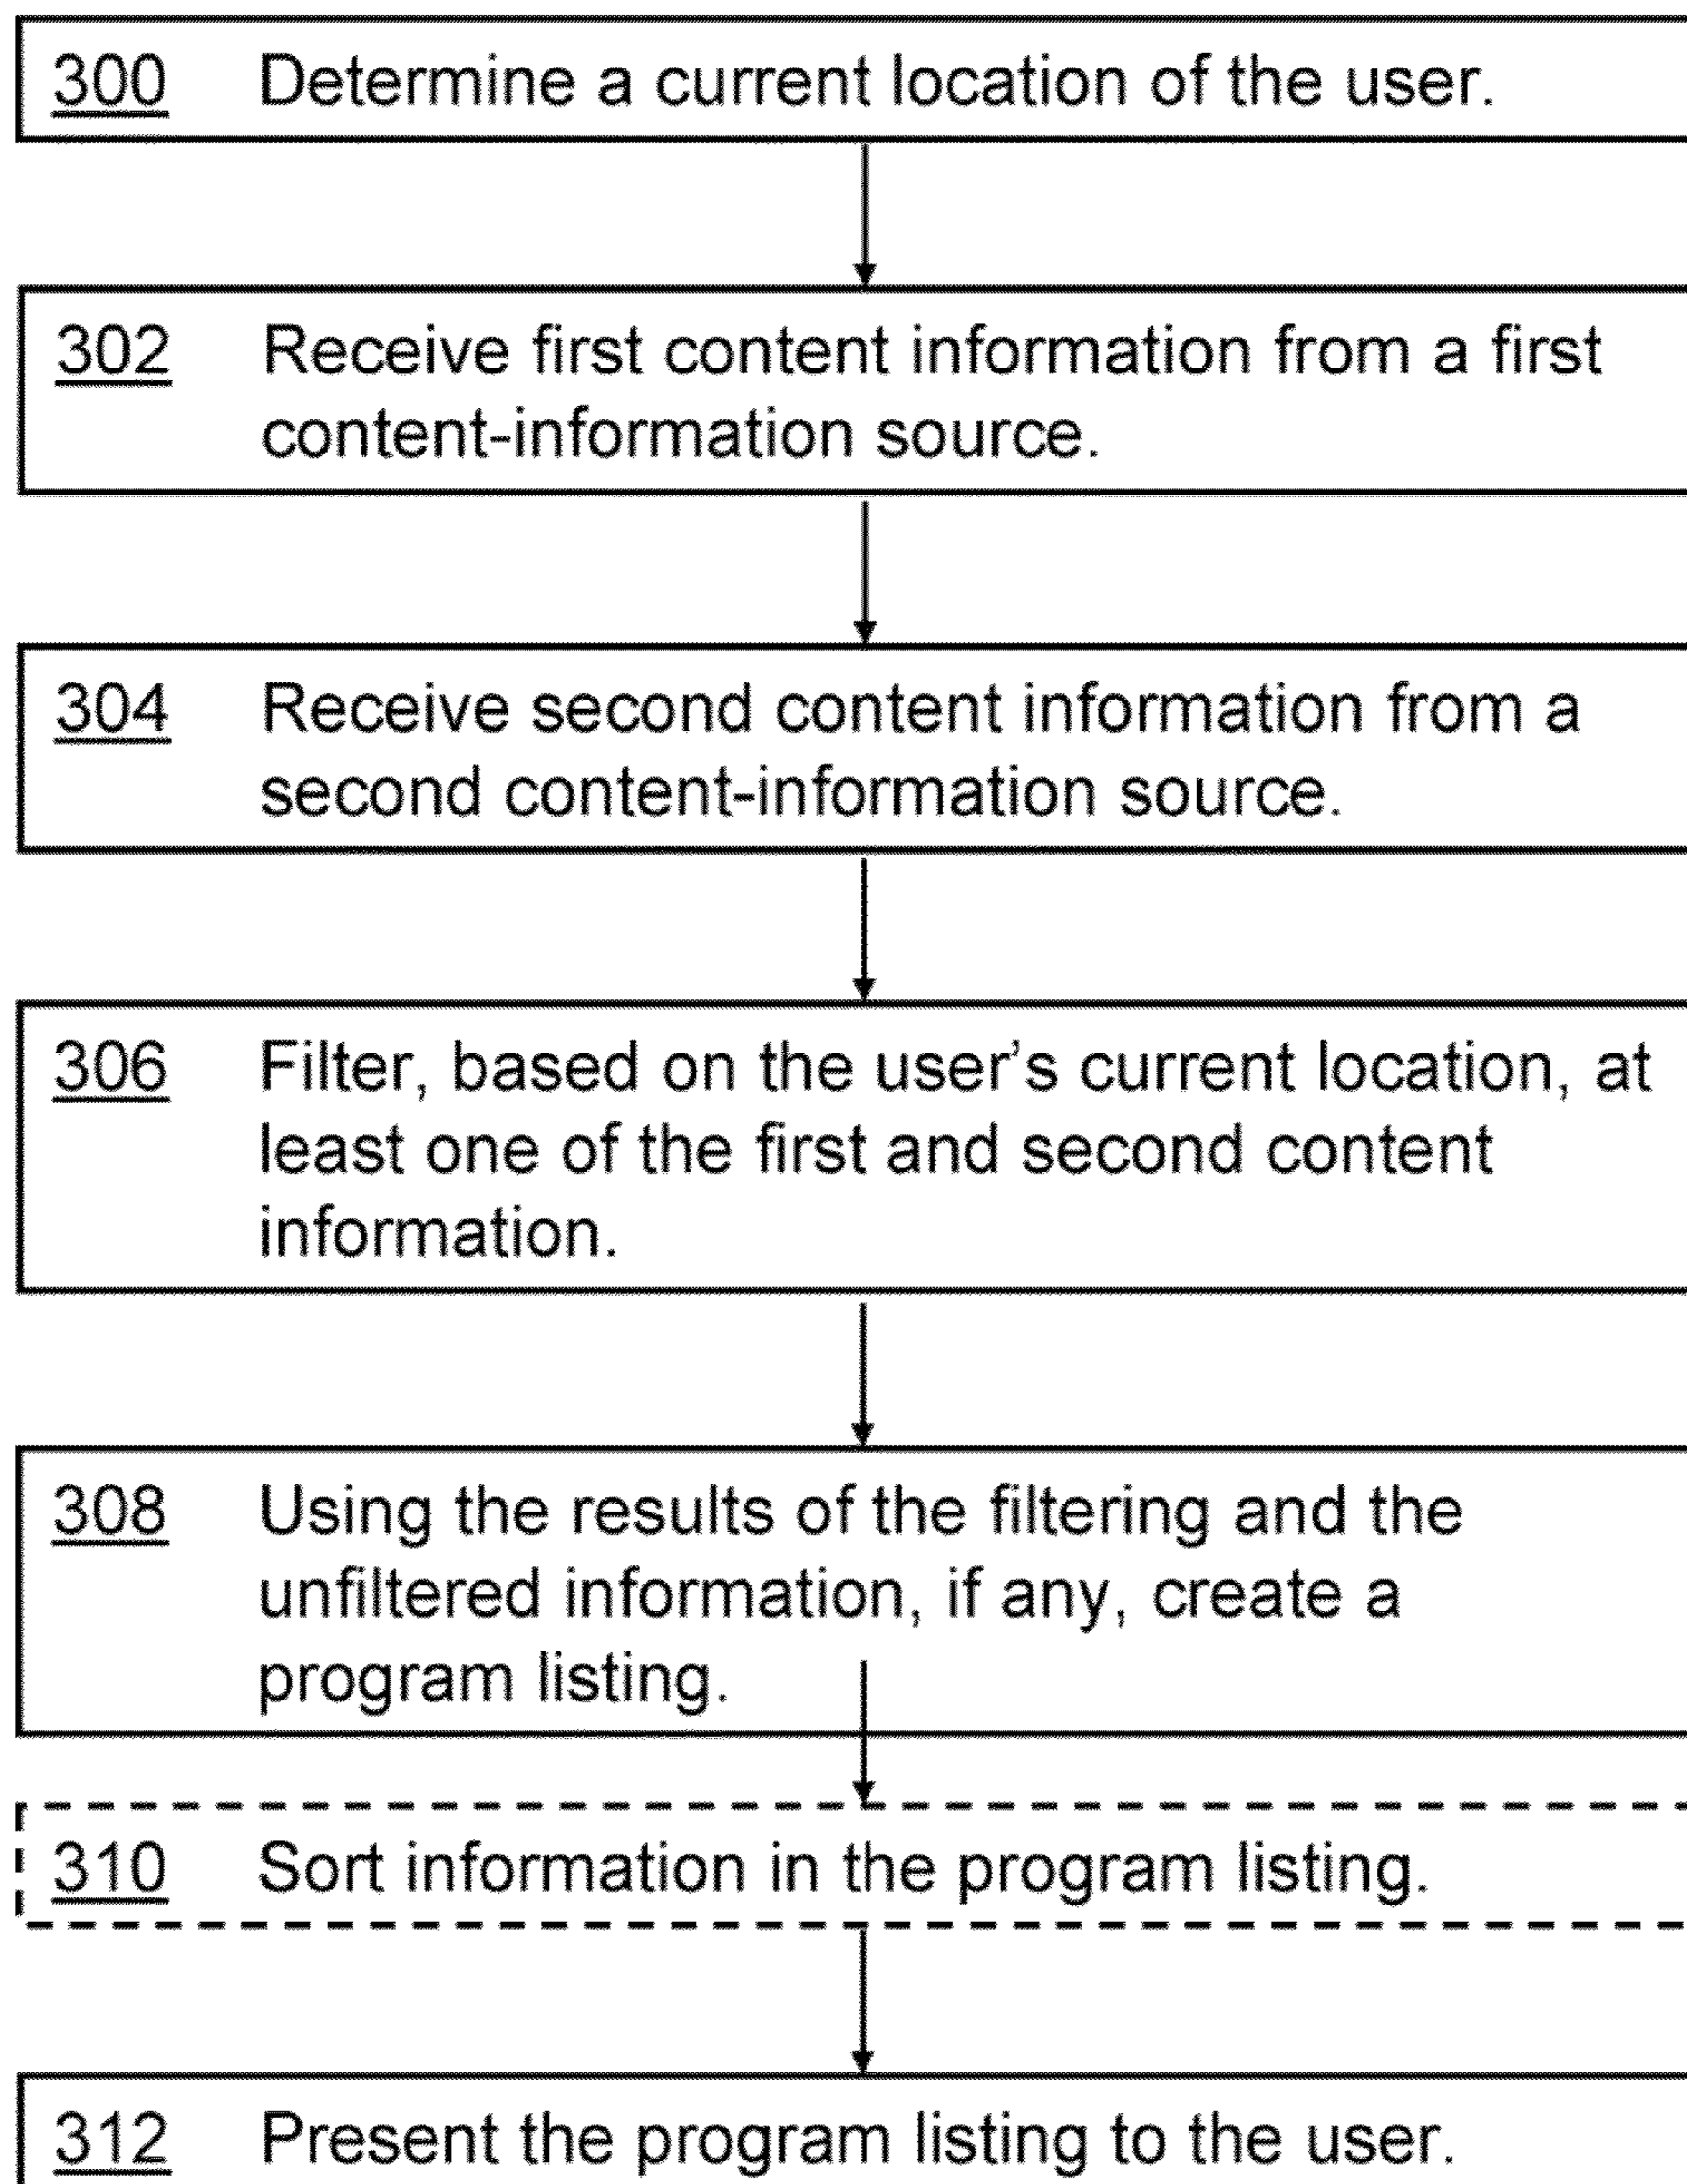 300 Determine a current location of the user.
302 Receive first content information from a first
content-information source.
304 Receive second content information from a
second content-information source.
306 Filter, based on the user's current location, at
least one of the first and second content
information.
308 Using the results of the filtering and the
unfiltered information, if any, create a
program listing.
310 Sort information in the program listing.
312 Present the program listing to the user.